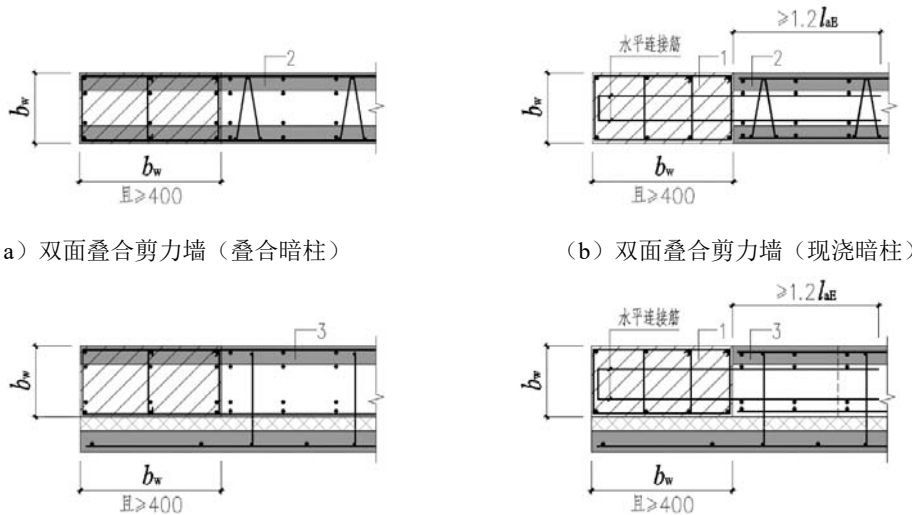 ≥1.2laE
水平连接筋
1
2
2
bw
bw
bw
且≥400
bw
且≥400
a）双面叠合剪力墙（叠合暗柱）
（b）双面叠合剪力墙（现浇暗柱）
≥1.2laE
水平连接筋
1
3
3
bw
bw
bw
且≥400
bw
且≥400